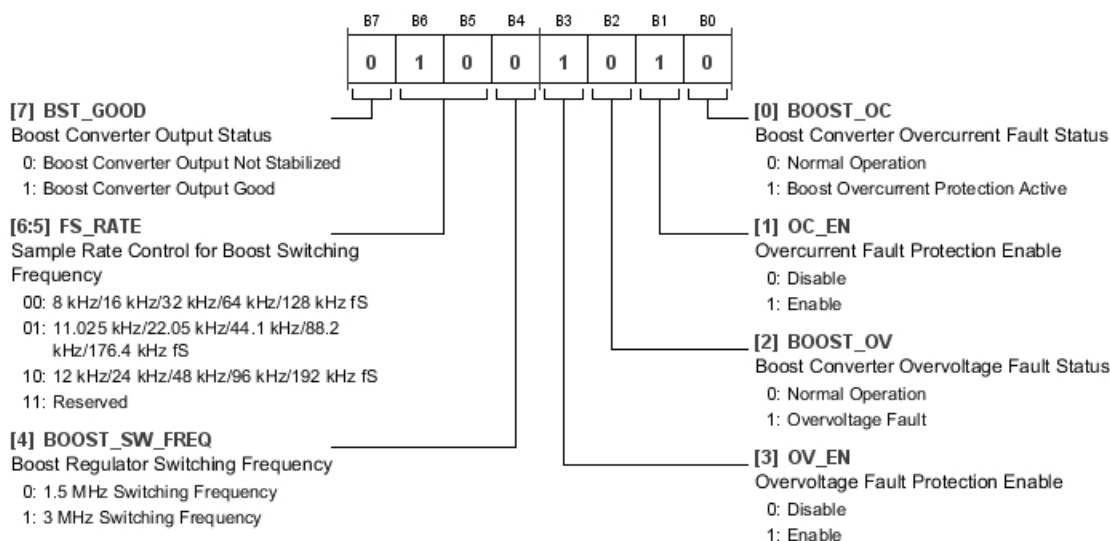 B7 B6 B5 B4 B3 B2 B1 B0
0 1 0 0 1 0 1 0
[7] BST_GOOD
Boost Converter Output Status
0: Boost Converter Output Not Stabilized
1: Boost Converter Output Good
[6:5] FS_RATE
Sample Rate Control for Boost Switching
Frequency
00: 8 kHz/16 kHz/32 kHz/64 kHz/128 kHz fS
01: 11.025 kHz/22.05 kHz/44.1 kHz/88.2
kHz/176.4 kHz fS
10: 12 kHz/24 kHz/48 kHz/96 kHz/192 kHz fS
11: Reserved
[4] BOOST_SW_FREQ
Boost Regulator Switching Frequency
0: 1.5 MHz Switching Frequency
1: 3 MHz Switching Frequency
[0] BOOST_OC
Boost Converter Overcurrent Fault Status
0: Normal Operation
1: Boost Overcurrent Protection Active
[1] OC_EN
Overcurrent Fault Protection Enable
0: Disable
1: Enable
[2] BOOST_OV
Boost Converter Overvoltage Fault Status
0: Normal Operation
1: Overvoltage Fault
[3] OV_EN
Overvoltage Fault Protection Enable
0: Disable
1: Enable